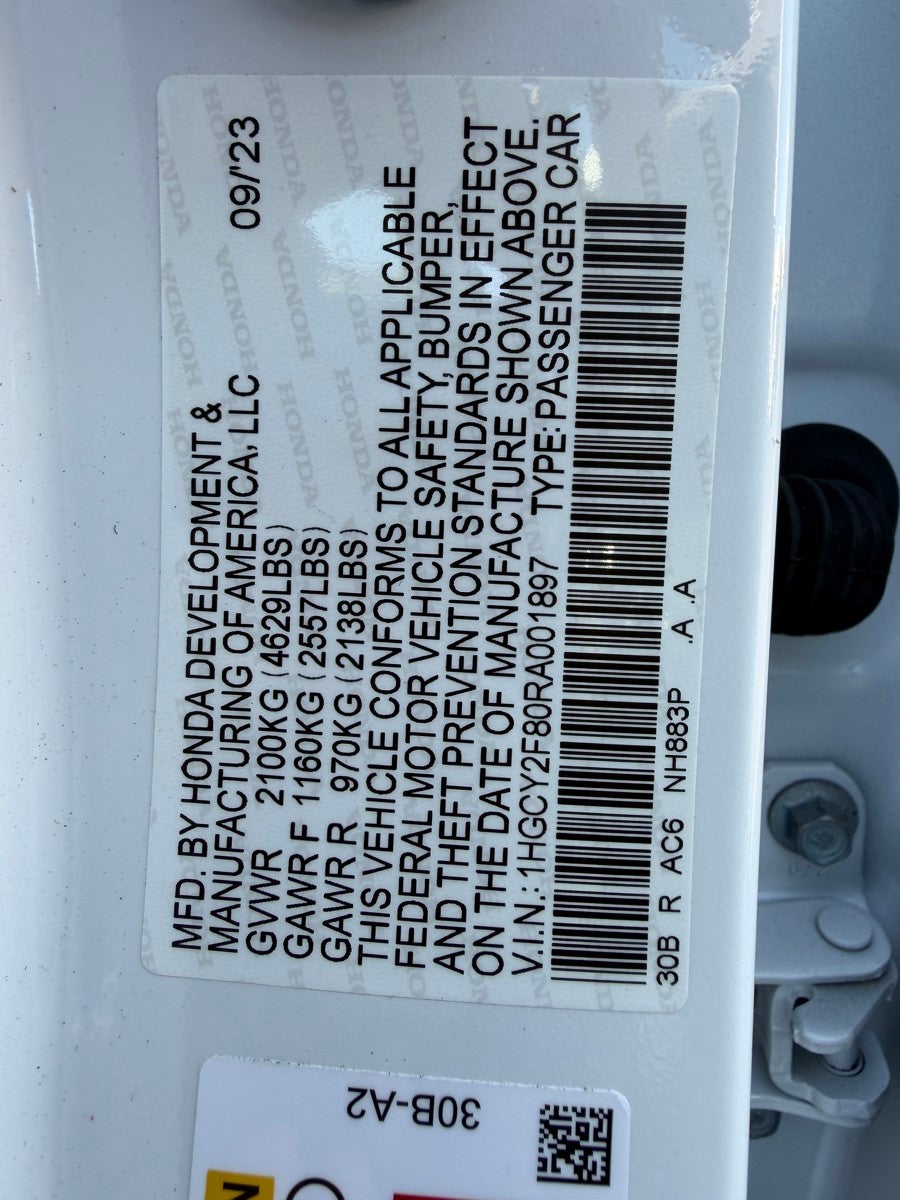 MFD. BY HONDA DEVELOPMENT &
MANUFACTURING OF AMERICA, LLC 09/'23
GVWR 2100KG (4629LBS)
GAWR F 1160KG (2557LBS)
GAWR R 970KG (2138LBS)
THIS VEHICLE CONFORMS TO ALL APPLICABLE
FEDERAL MOTOR VEHICLE SAFETY, BUMPER,
AND THEFT PREVENTION STANDARDS IN EFFECT
ON THE DATE OF MANUFACTURE SHOWN ABOVE.
V.I.N.:1HGCY2F80RA001897 TYPE:PASSENGER CAR
30B R AC6 NH883P .A .A
30B-A2